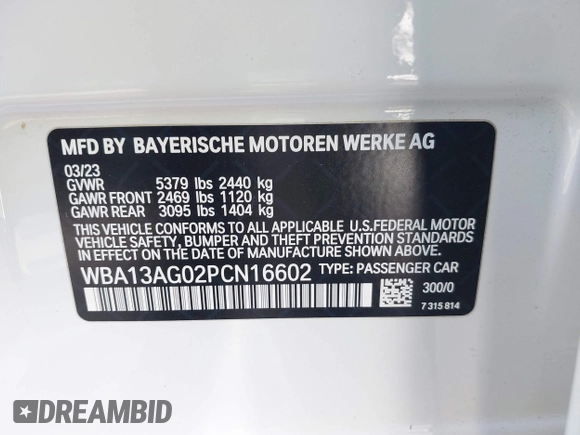 MFD BY BAYERISCHE MOTOREN WERKE AG
03/23
GVWR 5379 lbs 2440 kg
GAWR FRONT 2469 lbs 1120 kg
GAWR REAR 3095 lbs 1404 kg
THIS VEHICLE CONFORMS TO ALL APPLICABLE U.S.FEDERAL MOTOR
VEHICLE SAFETY, BUMPER AND THEFT PREVENTION STANDARDS
IN EFFECT ON THE DATE OF MANUFACTURE SHOWN ABOVE.
WBA13AG02PCN16602 TYPE: PASSENGER CAR
300/0
7 315 814
DREAMBID